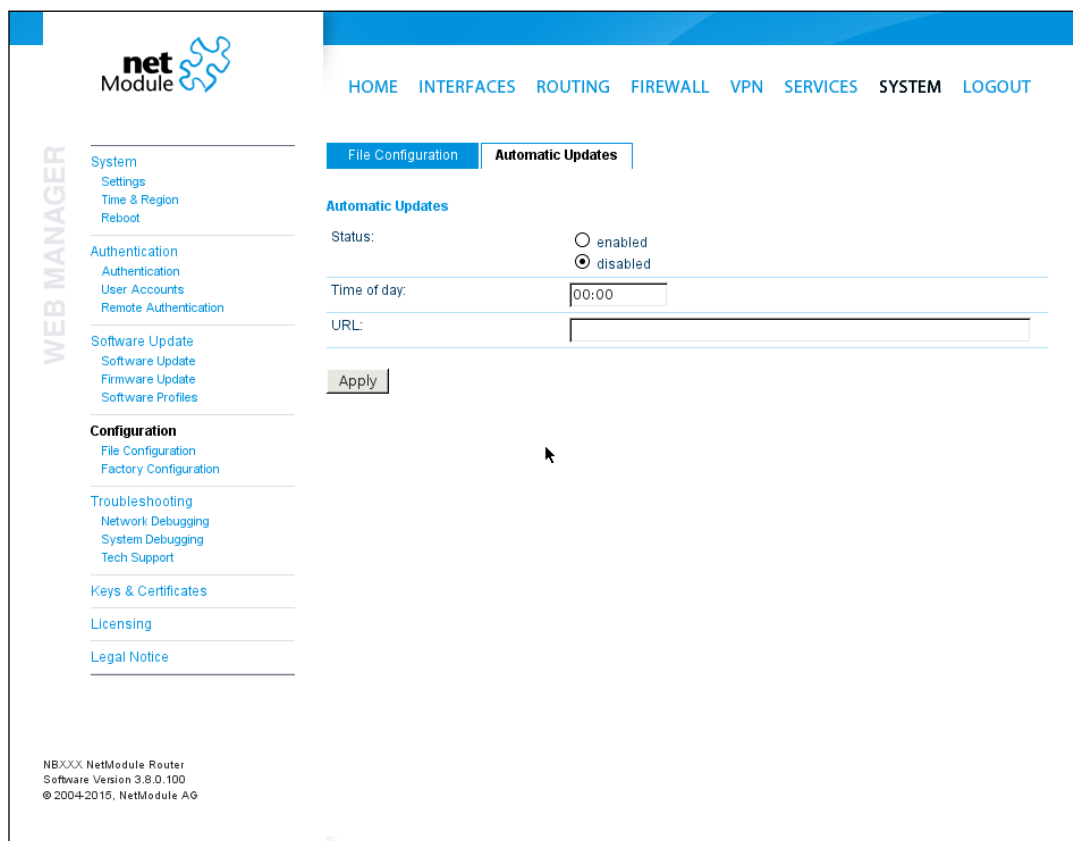 net
Module
HOME INTERFACES ROUTING FIREWALL VPN SERVICES SYSTEM LOGOUT
WEB MANAGER
System
Settings
Time & Region
Reboot
Authentication
Authentication
User Accounts
Remote Authentication
Software Update
Software Update
Firmware Update
Software Profiles
Configuration
File Configuration
Factory Configuration
Troubleshooting
Network Debugging
System Debugging
Tech Support
Keys & Certificates
Licensing
Legal Notice
File Configuration Automatic Updates
Automatic Updates
Status:
enabled
disabled
Time of day: 00:00
URL:
Apply
NBXXX NetModule Router
Software Version 3.8.0.100
© 2004-2015, NetModule AG